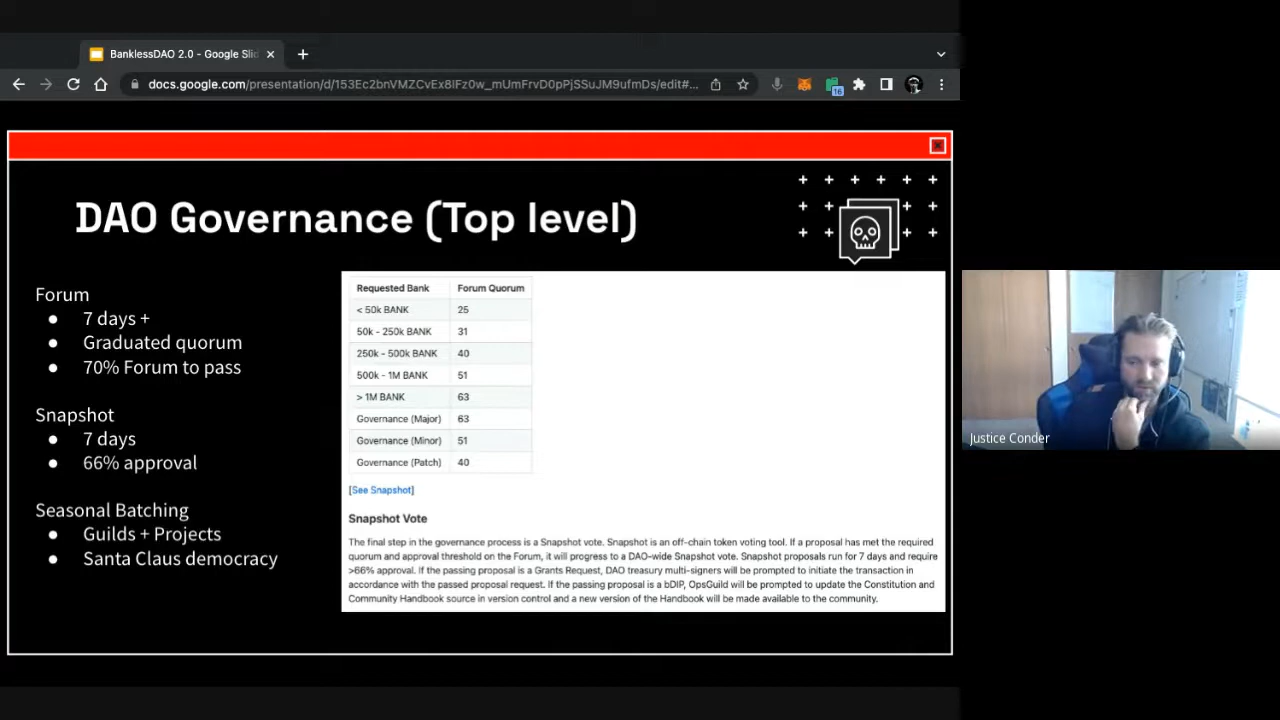 BanklessDAO 2.0 - Google Slid
docs.google.com/presentation/d/153Ec2bnVMZCvEx8IFz0w_mUmFrvD0pPjSSuJM9ufmDs/edit#...
16
DAO Governance (Top level)
Forum
7 days +
Graduated quorum
70% Forum to pass
Snapshot
7 days
66% approval
Seasonal Batching
Guilds + Projects
Santa Claus democracy
Requested Bank Forum Quorum
< 50k BANK 25
50k - 250k BANK 31
250k - 500k BANK 40
500k - 1M BANK 51
> 1M BANK 63
Governance (Major) 63
Governance (Minor) 51
Governance (Patch) 40
[See Snapshot]
Snapshot Vote
The final step in the governance process is a Snapshot vote. Snapshot is an off-chain token voting tool. If a proposal has met the required
quorum and approval threshold on the Forum, it will progress to a DAO-wide Snapshot vote. Snapshot proposals run for 7 days and require
>66% approval. If the passing proposal is a Grants Request, DAO treasury multi-signers will be prompted to initiate the transaction in
accordance with the passed proposal request. If the passing proposal is a bDIP, OpsGuild will be prompted to update the Constitution and
Community Handbook source in version control and a new version of the Handbook will be made available to the community.
Justice Conder